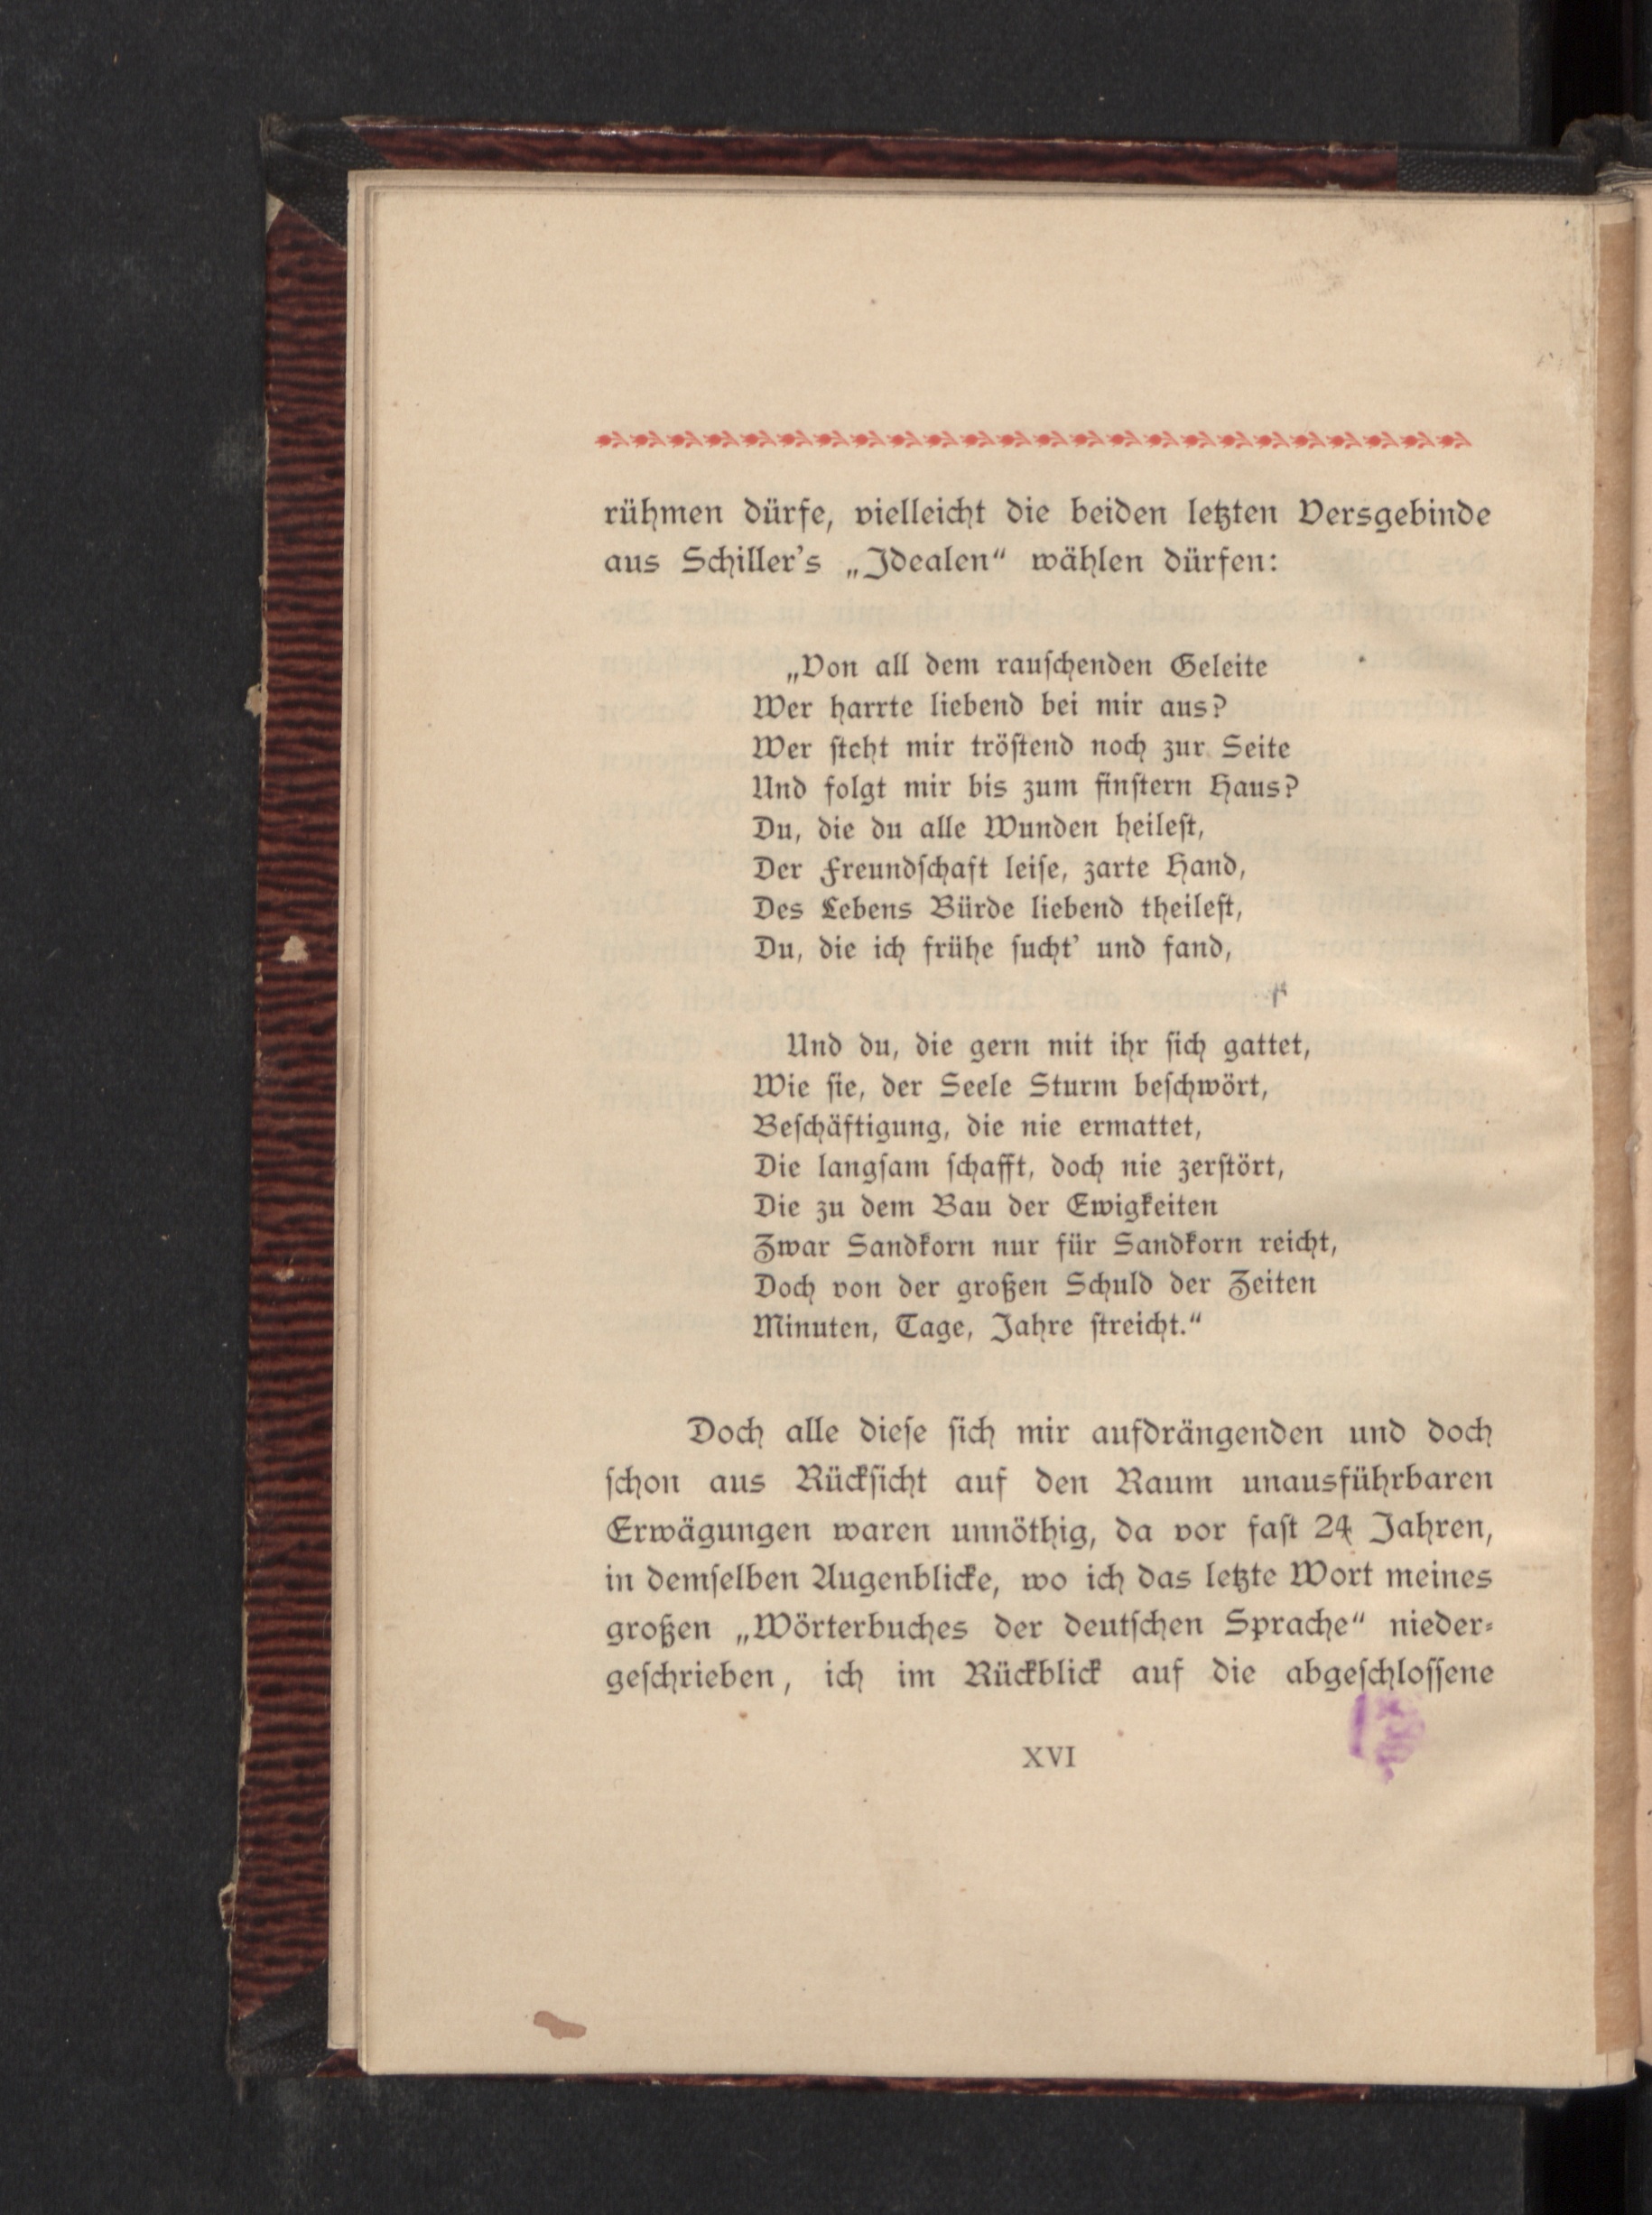 rühmen dürfe, vielleicht die beiden letzten Versgebinde
aus Schiller's „Idealen“ wählen dürfen:
„Von all dem rauſchenden Geleite
Wer harrte liebend bei mir aus?
Wer ſteht mir tröſtend noch zur Seite
Und folgt mir bis zum finſtern Haus?
Du, die du alle Wunden heileſt,
Der Freundſchaft leiſe, zarte Hand,
Des Lebens Bürde liebend theileſt,
Du, die ich frühe ſucht' und fand,
Und du, die gern mit ihr ſich gattet,
Wie ſie, der Seele Sturm beſchwört,
Beſchäftigung, die nie ermattet,
Die langſam ſchafft, doch nie zerſtört,
Die zu dem Bau der Ewigkeiten
Zwar Sandkorn nur für Sandkorn reicht,
Doch von der großen Schuld der Zeiten
Minuten, Tage, Jahre ſtreicht.“
Doch alle dieſe ſich mir aufdrängenden und doch
ſchon aus Rückſicht auf den Raum unausführbaren
Erwägungen waren unnöthig, da vor faſt 24 Jahren,
in demſelben Augenblicke, wo ich das letzte Wort meines
großen „Wörterbuches der deutſchen Sprache“ nieder-
geſchrieben, ich im Rückblick auf die abgeſchloſſene
XVI